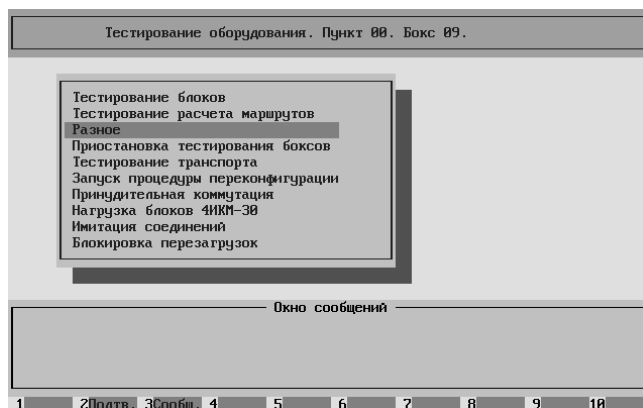 Тестирование оборудования. Пункт 00. Бокс 09.
Тестирование блоков
Тестирование расчета маршрутов
Разное
Приостановка тестирования боксов
Тестирование транспорта
Запуск процедуры переконфигурации
Принудительная коммутация
Нагрузка блоков 4ИКМ-30
Имитация соединений
Блокировка перезагрузок
Окно сообщений
1 2Подтв. 3Сообщ. 4 5 6 7 8 9 10